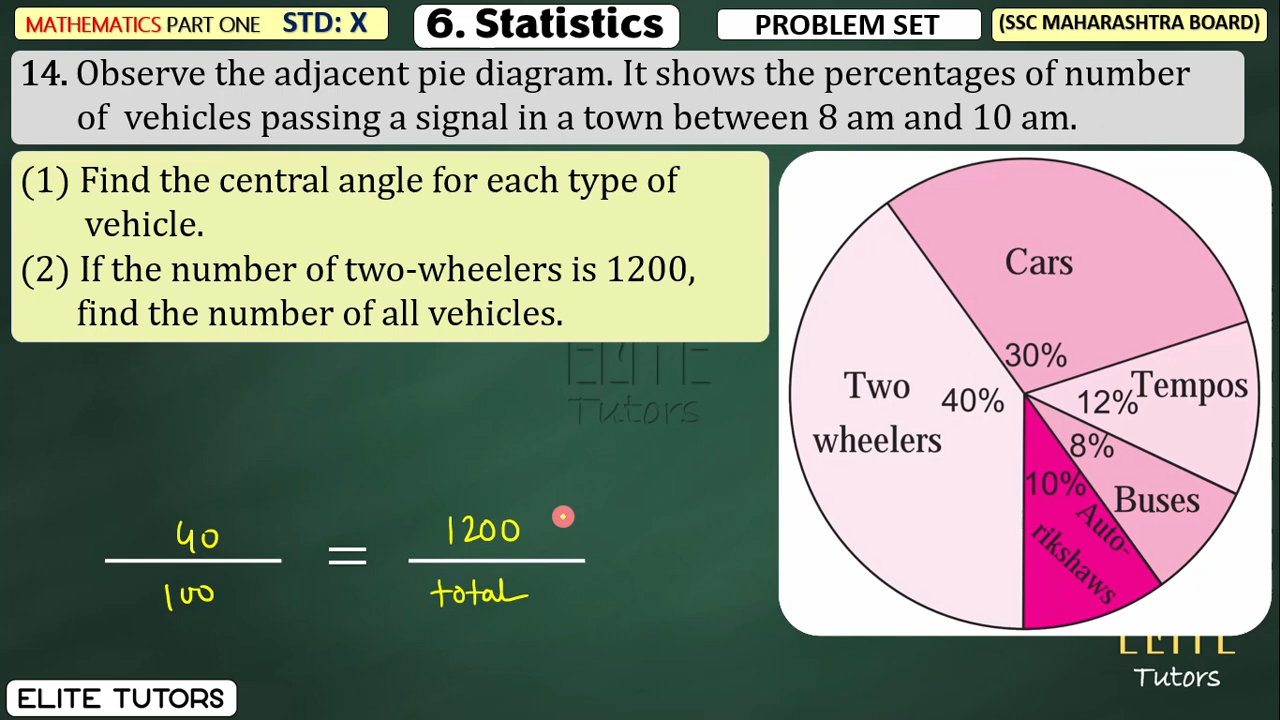 MATHEMATICS PART ONE STD: X
6. Statistics
PROBLEM SET
(SSC MAHARASHTRA BOARD)
14. Observe the adjacent pie diagram. It shows the percentages of number
of vehicles passing a signal in a town between 8 am and 10 am.
(1) Find the central angle for each type of
vehicle.
(2) If the number of two-wheelers is 1200,
find the number of all vehicles.
ELITE
Tutors
40
100
=
1200
total
Cars
30%
Two
wheelers
40%
12%
Tempos
8%
Buses
10%
Auto-
rikshaws
ELITE
Tutors
ELITE TUTORS